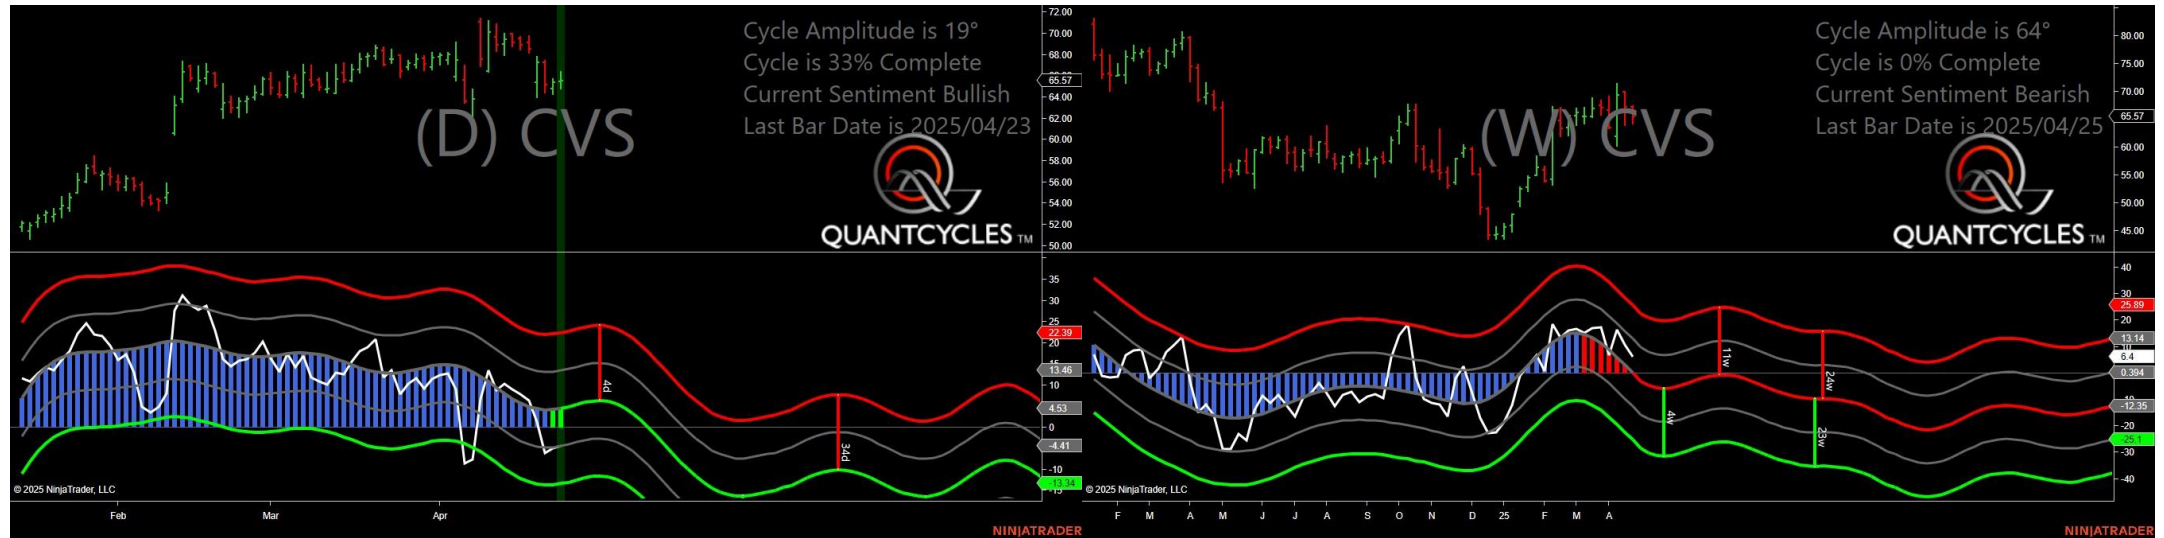 Cycle Amplitude is 19°
Cycle is 33% Complete
Current Sentiment Bullish
Last Bar Date is 2025/04/23
(D) CVS
QUANTCYCLES TM
72.00
70.00
68.00
65.57
64.00
62.00
60.00
58.00
56.00
54.00
52.00
50.00
35
30
25
22.39
20
15
13.46
10
4.53
0
-4.41
-10
-13.34
4d
34d
© 2025 NinjaTrader, LLC
Feb
Mar
Apr
NINJATRADER
Cycle Amplitude is 64°
Cycle is 0% Complete
Current Sentiment Bearish
Last Bar Date is 2025/04/25
(W) CVS
QUANTCYCLES TM
80.00
75.00
70.00
65.57
60.00
55.00
50.00
45.00
40
30
25.89
20
13.14
6.4
0.394
-12.35
-20
-25.1
-30
-40
11w
24w
4w
23w
© 2025 NinjaTrader, LLC
F
M
A
M
J
J
A
S
O
N
D
25
F
M
A
NINJATRADER